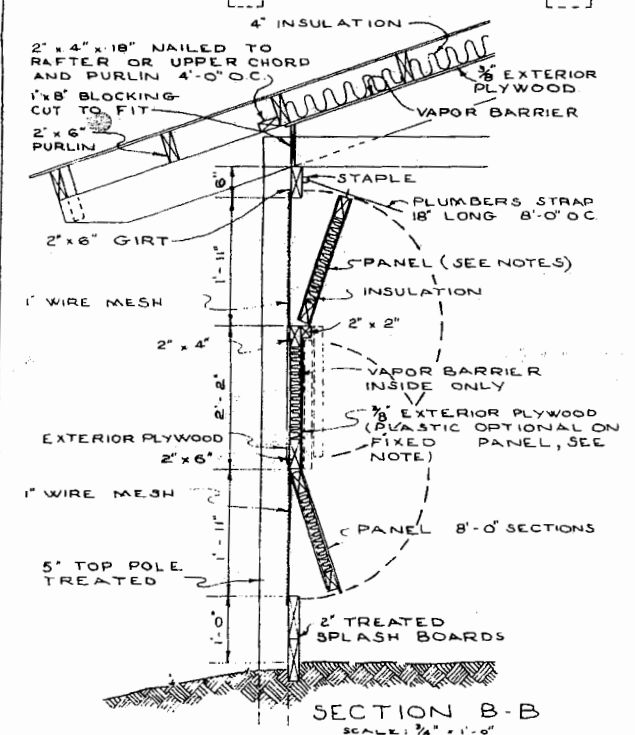 4" INSULATION
2" x 4" x 18" NAILED TO
RAFTER OR UPPER CHORD
AND PURLIN 4'-0" O.C.
1"x8" BLOCKING
CUT TO FIT
2" x 6"
PURLIN
3/8" EXTERIOR
PLYWOOD
VAPOR BARRIER
6"
STAPLE
PLUMBERS STRAP
18" LONG 8'-0" O.C.
2" x 6" GIRT
1'-11"
PANEL (SEE NOTES)
INSULATION
1" WIRE MESH
2" x 2"
2" x 4"
2'-2"
VAPOR BARRIER
INSIDE ONLY
3/8" EXTERIOR PLYWOOD
(PLASTIC OPTIONAL ON
FIXED PANEL, SEE
NOTE)
EXTERIOR PLYWOOD
2" x 6"
1" WIRE MESH
1'-11"
PANEL 8'-0" SECTIONS
5" TOP POLE
TREATED
1'-0"
2" TREATED
SPLASH BOARDS
SECTION B-B
SCALE: 3/4" = 1'-0"